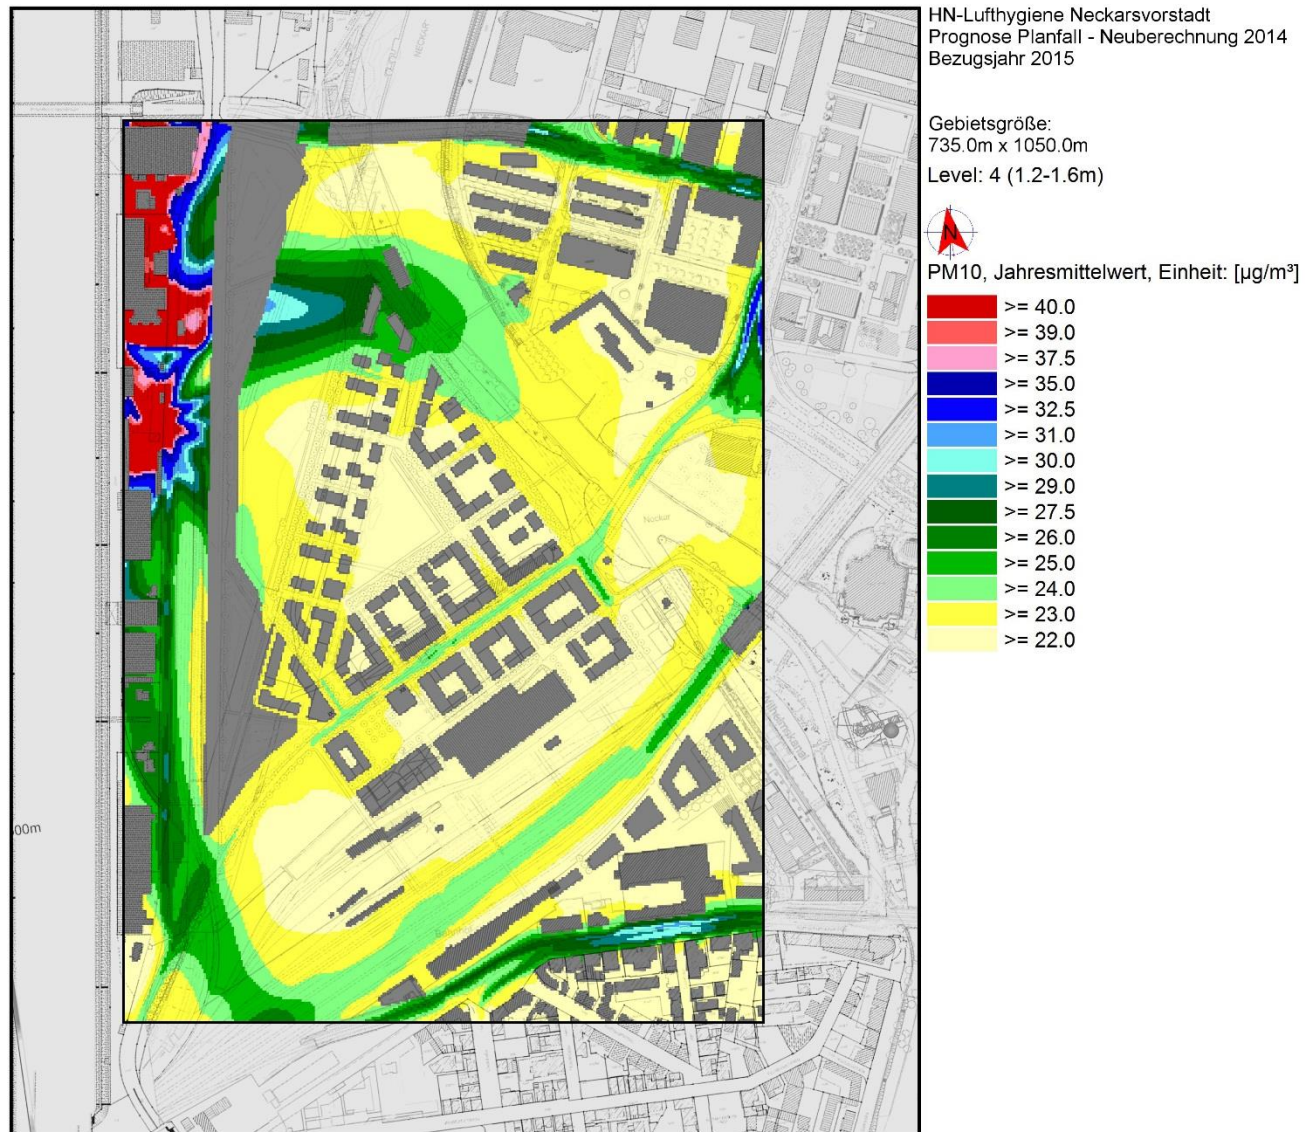 HN-Lufthygiene Neckarsvorstadt
Prognose Planfall - Neuberechnung 2014
Bezugsjahr 2015
Gebietsgröße:
735.0m x 1050.0m
Level: 4 (1.2-1.6m)
N
PM10, Jahresmittelwert, Einheit: [µg/m³]
>= 40.0
>= 39.0
>= 37.5
>= 35.0
>= 32.5
>= 31.0
>= 30.0
>= 29.0
>= 27.5
>= 26.0
>= 25.0
>= 24.0
>= 23.0
>= 22.0
NECKAR
Neckar
00m